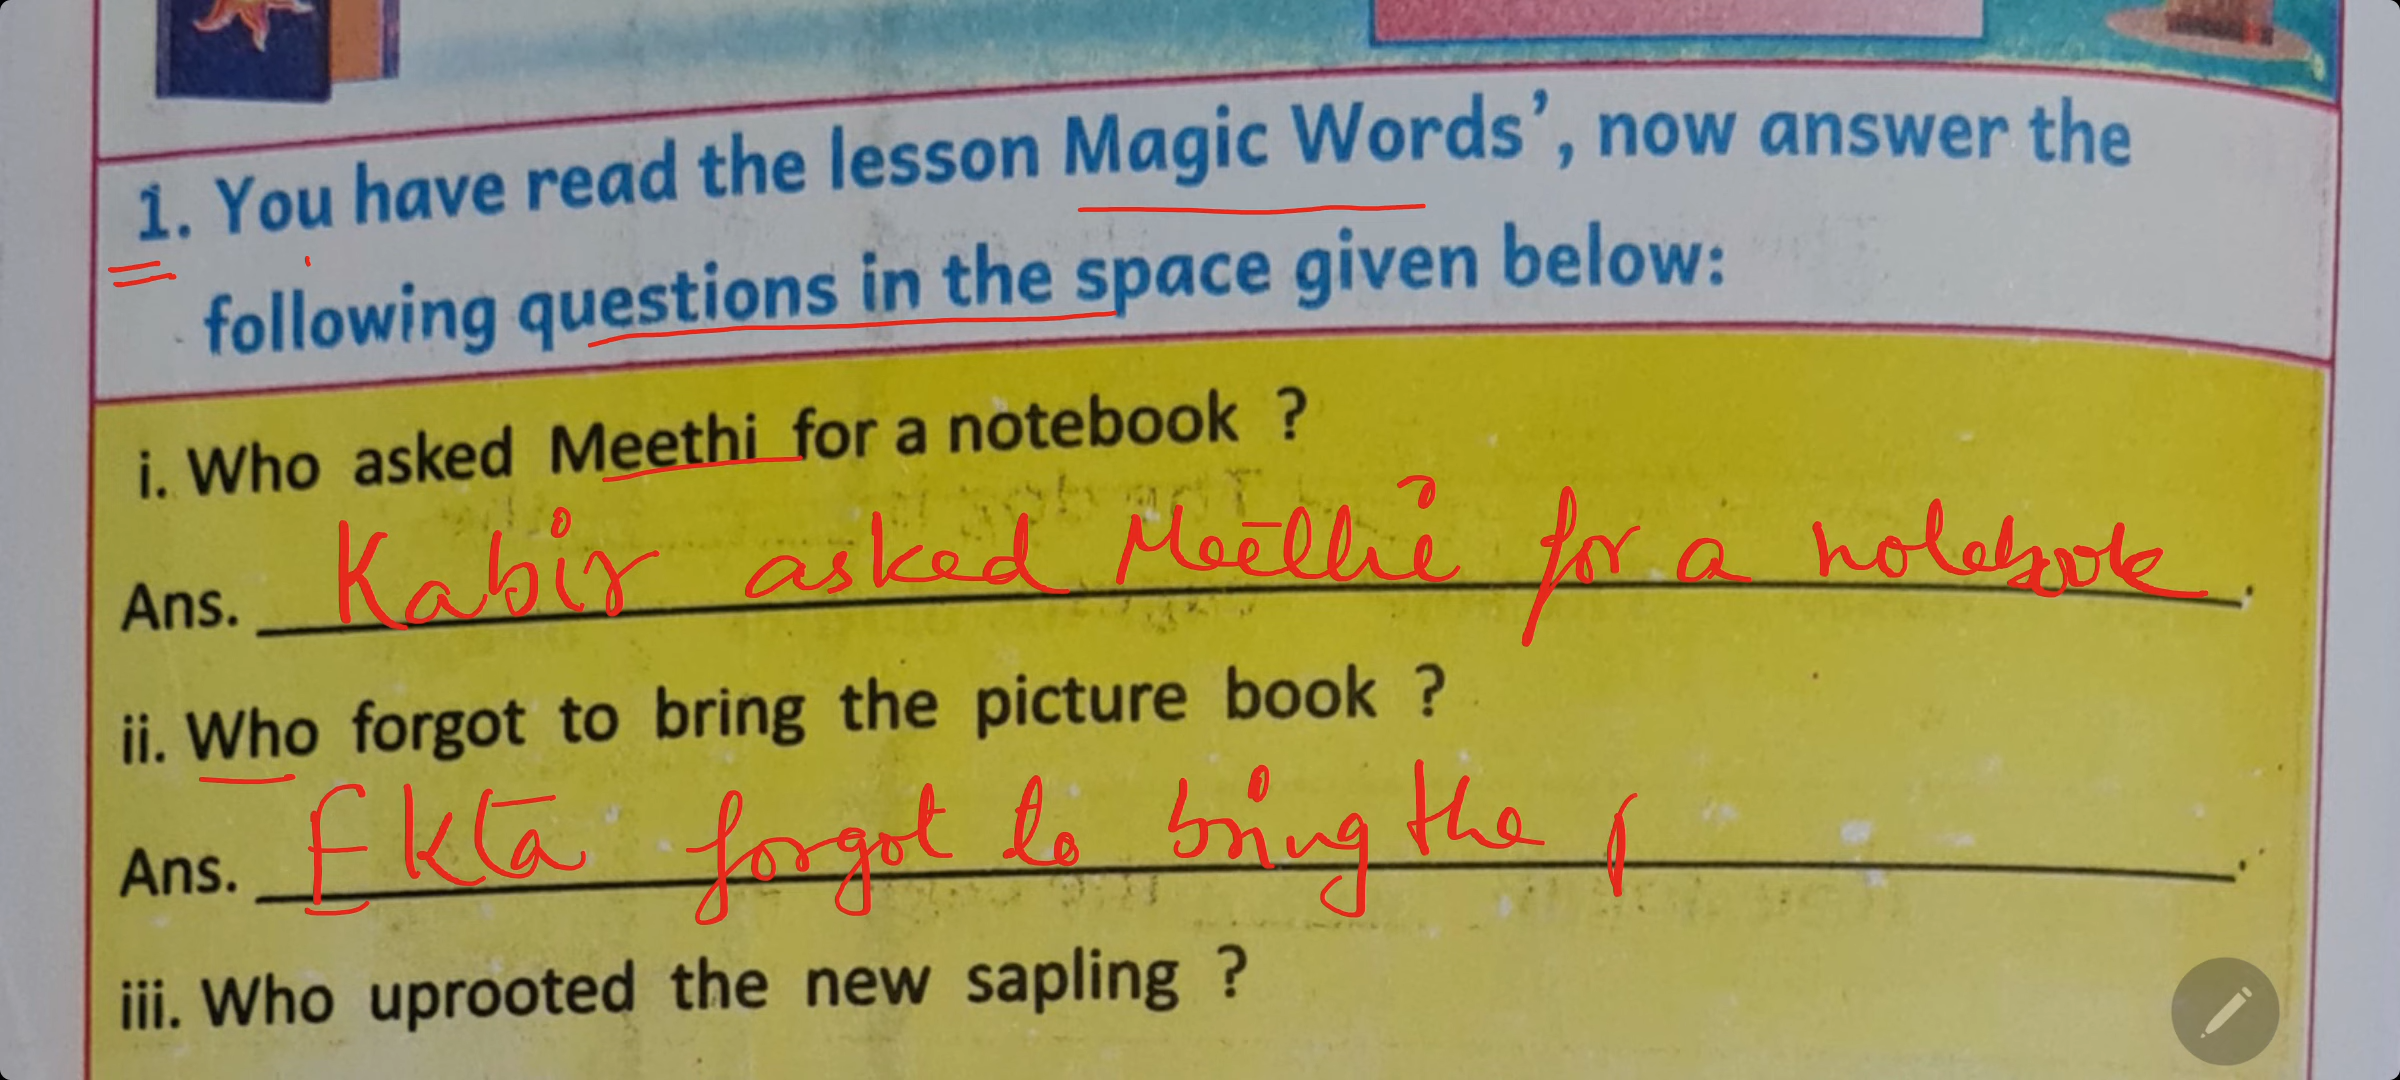 1. You have read the lesson Magic Words’, now answer the
following questions in the space given below:
i. Who asked Meethi for a notebook ?
Ans. Kabir asked Meethi for a notebook.
ii. Who forgot to bring the picture book ?
Ans. Ekta forgot to bring the p.
iii. Who uprooted the new sapling ?